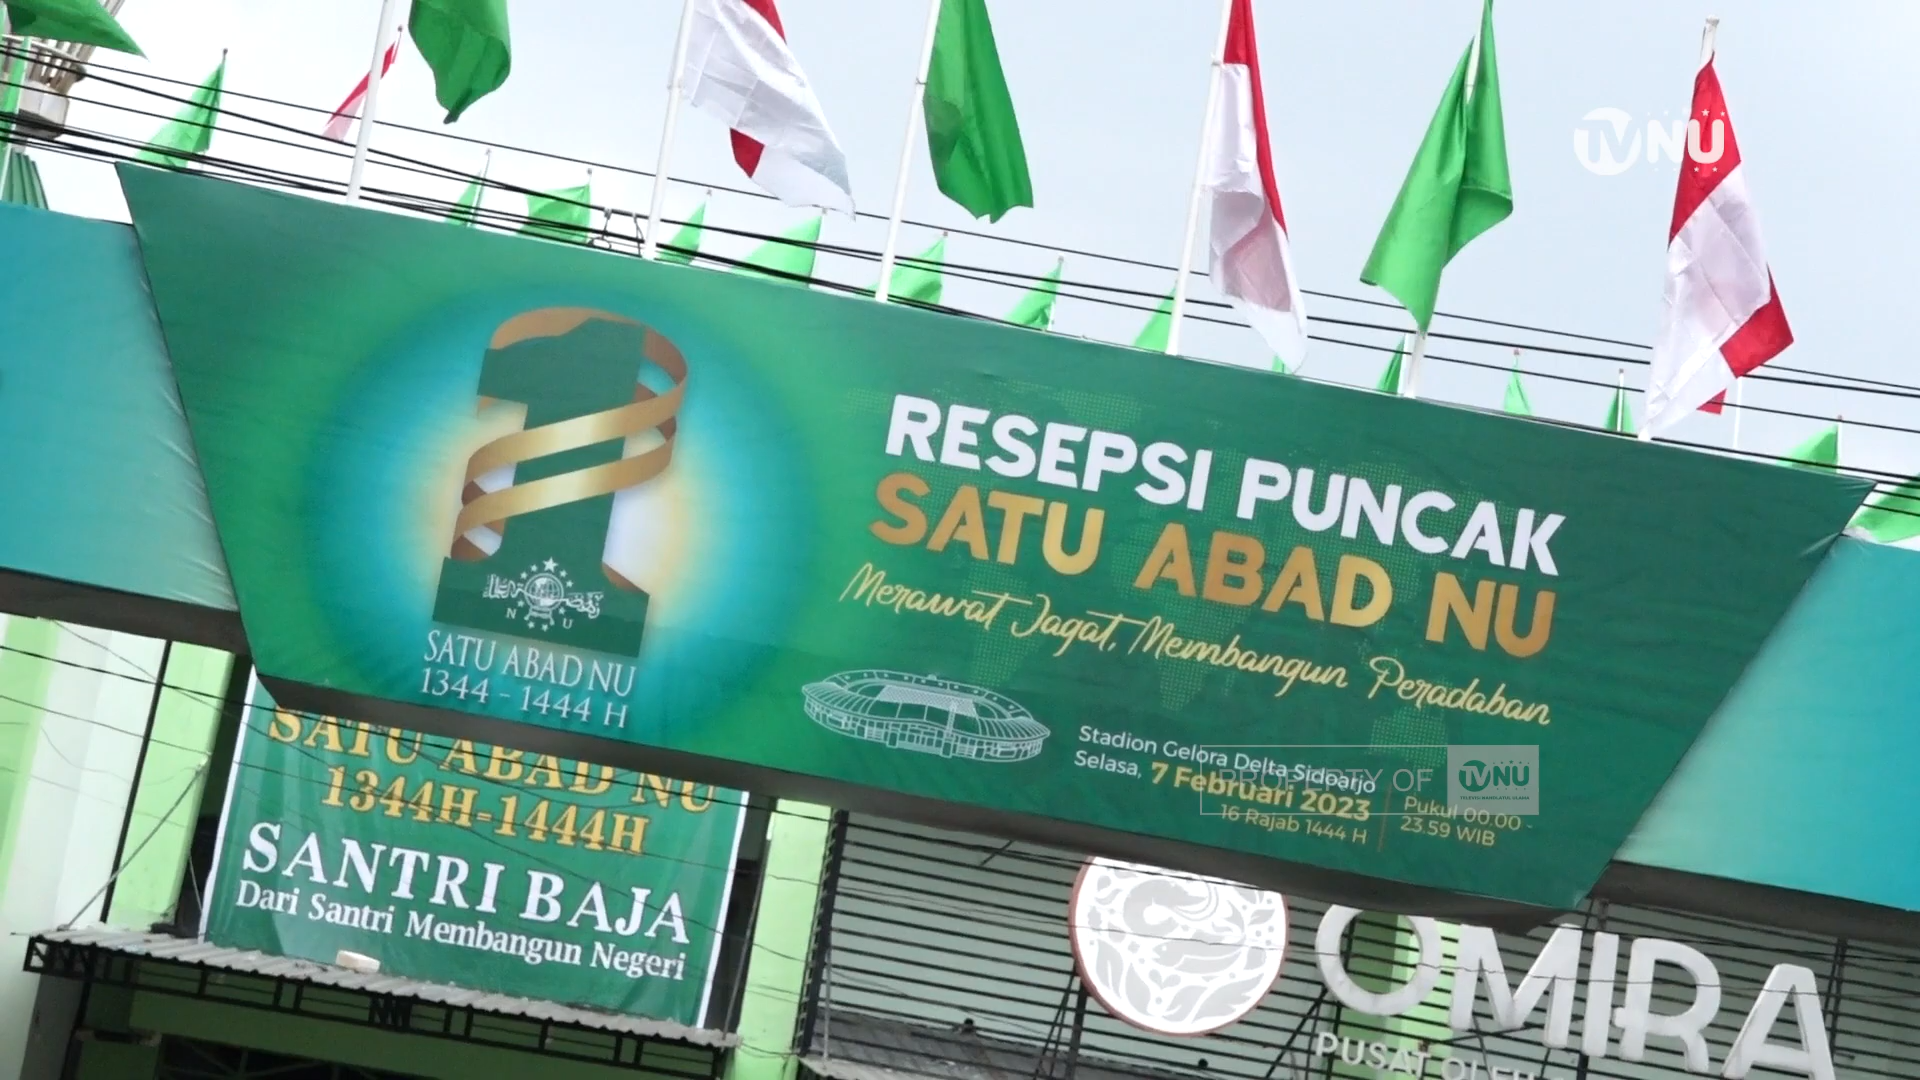 TVNU
RESEPSI PUNCAK
SATU ABAD NU
Merawat Jagat, Membangun Peradaban
N U
SATU ABAD NU
1344 - 1444 H
Stadion Gelora Delta Sidoarjo
Selasa, 7 Februari 2023
16 Rajab 1444 H
Pukul 00.00 -
23.59 WIB
PROPERTY OF TVNU
SATU ABAD NU
1344H-1444H
SANTRI BAJA
Dari Santri Membangun Negeri
OMIRA
PUSAT